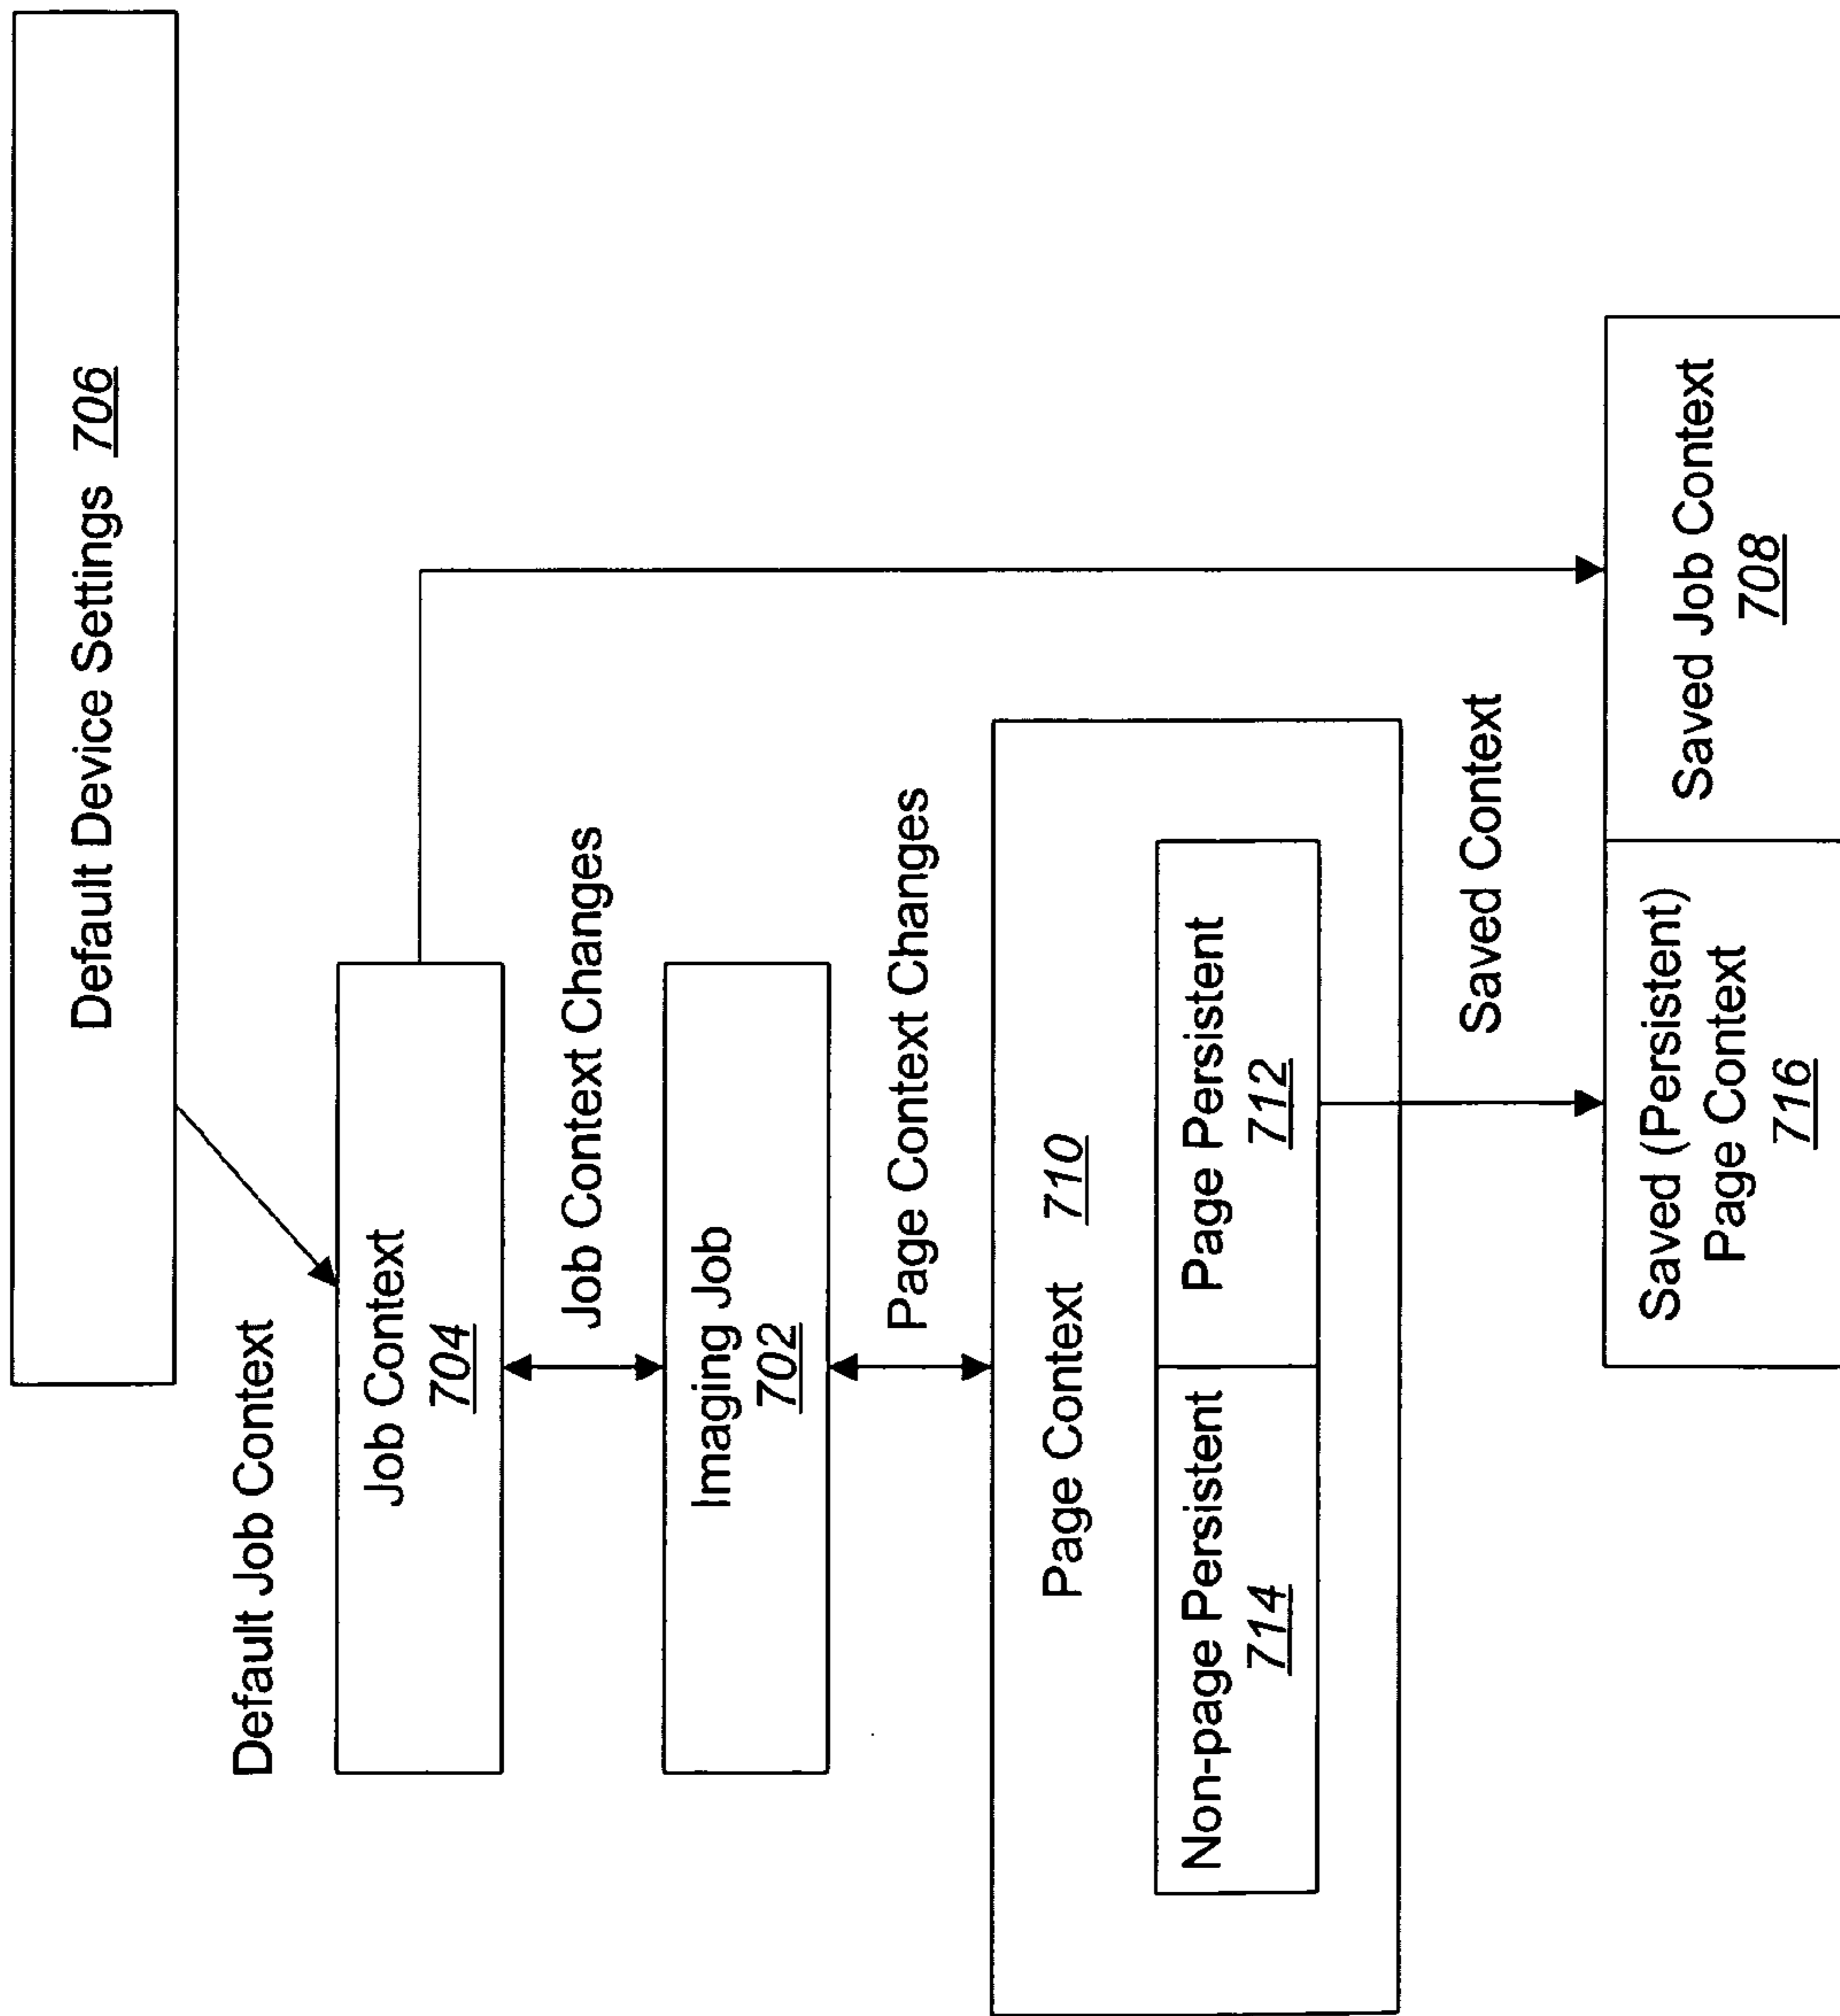 Default Device Settings 706
Default Job Context
Job Context
704
Job Context Changes
Imaging Job
702
Page Context Changes
Page Context 710
Non-page Persistent
714
Page Persistent
712
Saved Context
Saved (Persistent)
Page Context
716
Saved Job Context
708